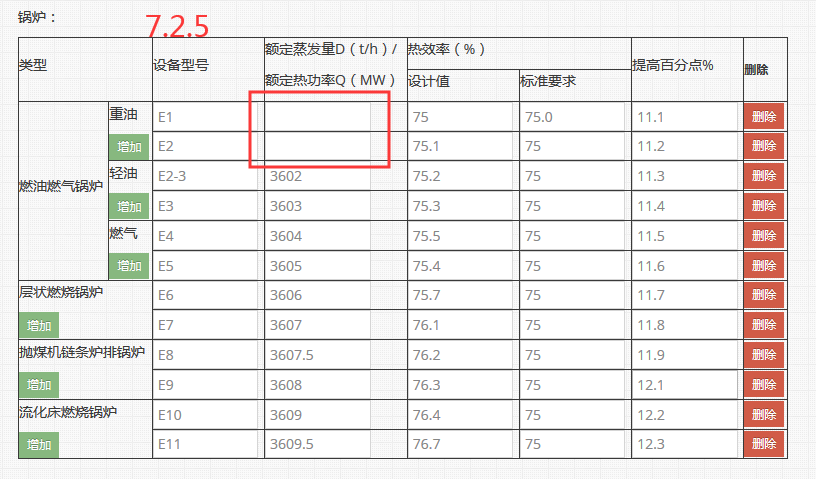 锅炉：
7.2.5
类型 设备型号 额定蒸发量D（t/h）/ 热效率（%） 提高百分点% 删除
额定热功率Q（MW） 设计值 标准要求
燃油燃气锅炉
重油 E1 75 75.0 11.1 删除
增加 E2 75.1 75 11.2 删除
轻油 E2-3 3602 75.2 75 11.3 删除
增加 E3 3603 75.3 75 11.4 删除
燃气 E4 3604 75.5 75 11.5 删除
增加 E5 3605 75.4 75 11.6 删除
层状燃烧锅炉 E6 3606 75.7 75 11.7 删除
增加 E7 3607 76.1 75 11.8 删除
抛煤机链条炉排锅炉 E8 3607.5 76.2 75 11.9 删除
增加 E9 3608 76.3 75 12.1 删除
流化床燃烧锅炉 E10 3609 76.4 75 12.2 删除
增加 E11 3609.5 76.7 75 12.3 删除